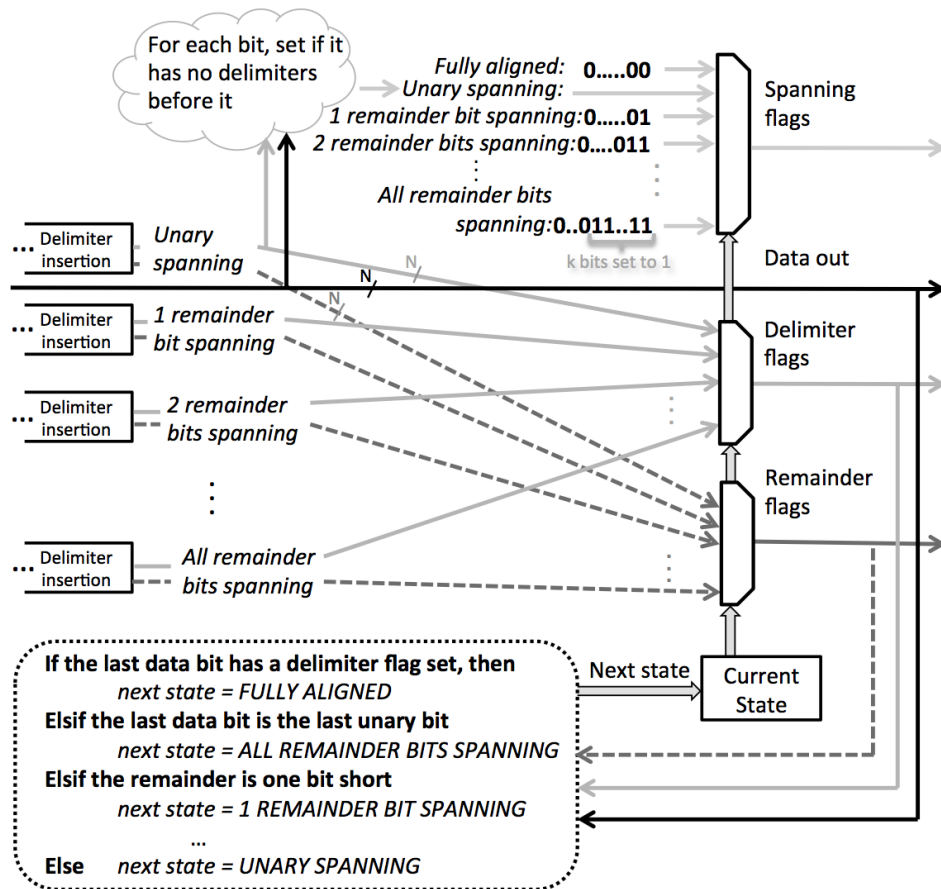 For each bit, set if it
has no delimiters
before it
Fully aligned: 0.....00
Unary spanning:
1 remainder bit spanning: 0.....01
2 remainder bits spanning: 0....011
⋮ ⋮
All remainder bits
spanning: 0..011..11
k bits set to 1
Spanning
flags
... Delimiter
insertion
Unary
spanning
N
N
N
Data out
... Delimiter
insertion
1 remainder
bit spanning
Delimiter
flags
... Delimiter
insertion
2 remainder
bits spanning
Remainder
flags
... Delimiter
insertion
All remainder
bits spanning
If the last data bit has a delimiter flag set, then
next state = FULLY ALIGNED
Elsif the last data bit is the last unary bit
next state = ALL REMAINDER BITS SPANNING
Elsif the remainder is one bit short
next state = 1 REMAINDER BIT SPANNING
...
Else next state = UNARY SPANNING
Next state
Current
State